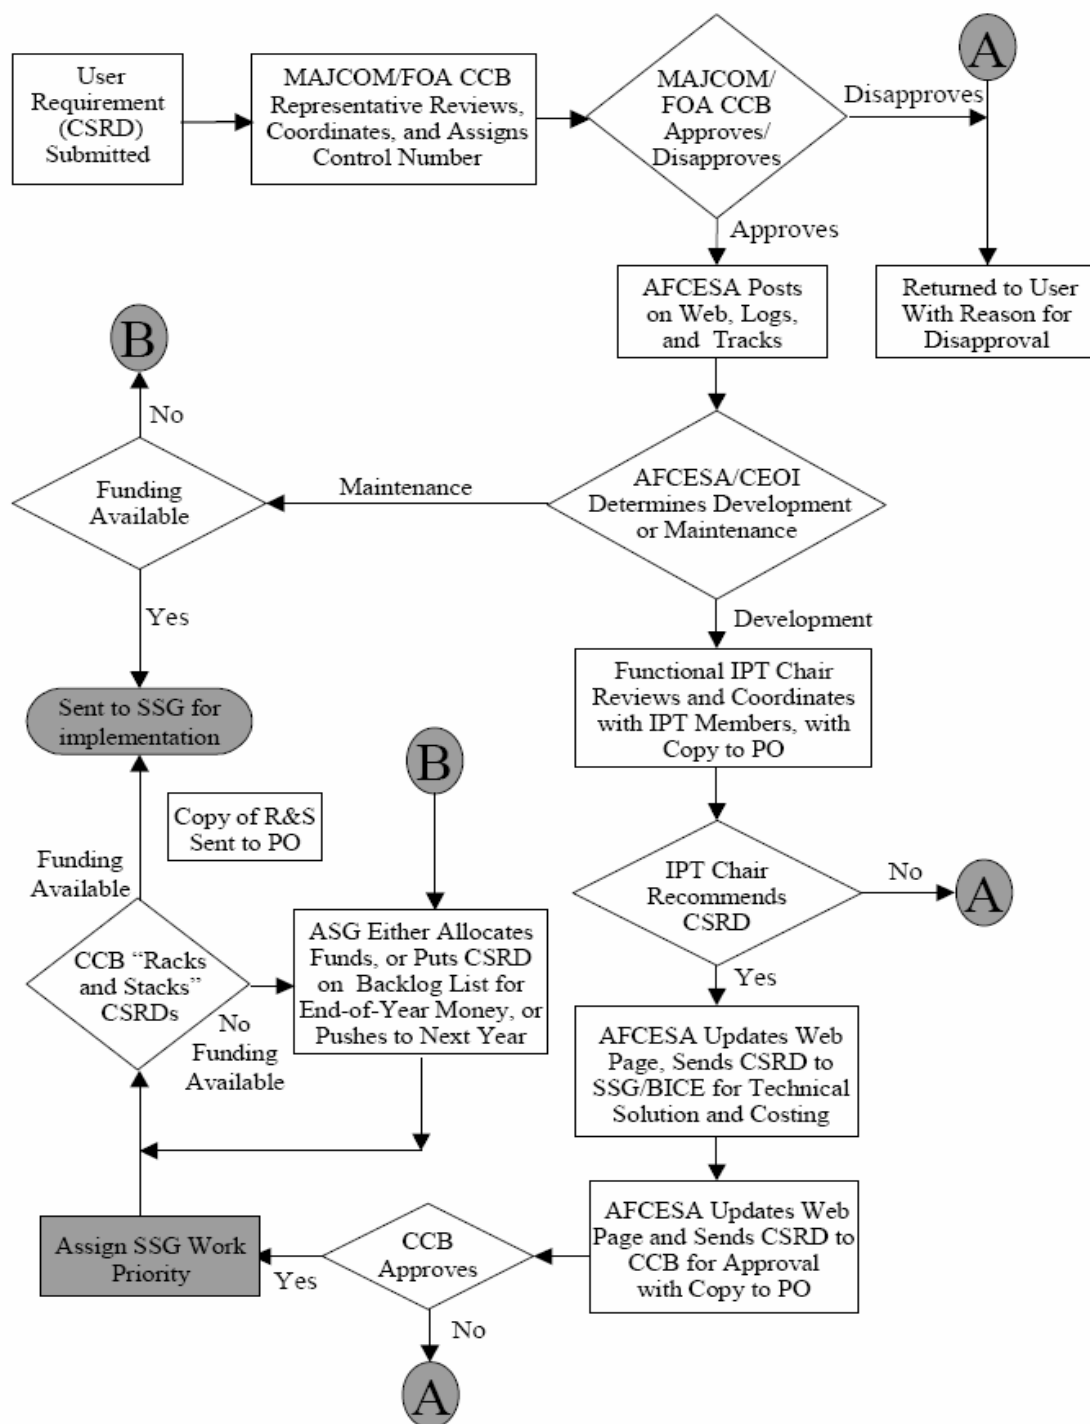 User
Requirement
(CSRD)
Submitted
MAJCOM/FOA CCB
Representative Reviews,
Coordinates, and Assigns
Control Number
MAJCOM/
FOA CCB
Approves/
Disapproves
Disapproves
A
Approves
AFCESA Posts
on Web, Logs,
and Tracks
Returned to User
With Reason for
Disapproval
B
No
Funding
Available
Maintenance
AFCESA/CEOI
Determines Development
or Maintenance
Yes
Development
Sent to SSG for
implementation
Functional IPT Chair
Reviews and Coordinates
with IPT Members, with
Copy to PO
B
Copy of R&S
Sent to PO
Funding
Available
IPT Chair
Recommends
CSRD
No
A
CCB “Racks
and Stacks”
CSRDs
No
Funding
Available
ASG Either Allocates
Funds, or Puts CSRD
on Backlog List for
End-of-Year Money, or
Pushes to Next Year
Yes
AFCESA Updates Web
Page, Sends CSRD to
SSG/BICE for Technical
Solution and Costing
AFCESA Updates Web
Page and Sends CSRD to
CCB for Approval
with Copy to PO
CCB
Approves
Yes
Assign SSG Work
Priority
No
A